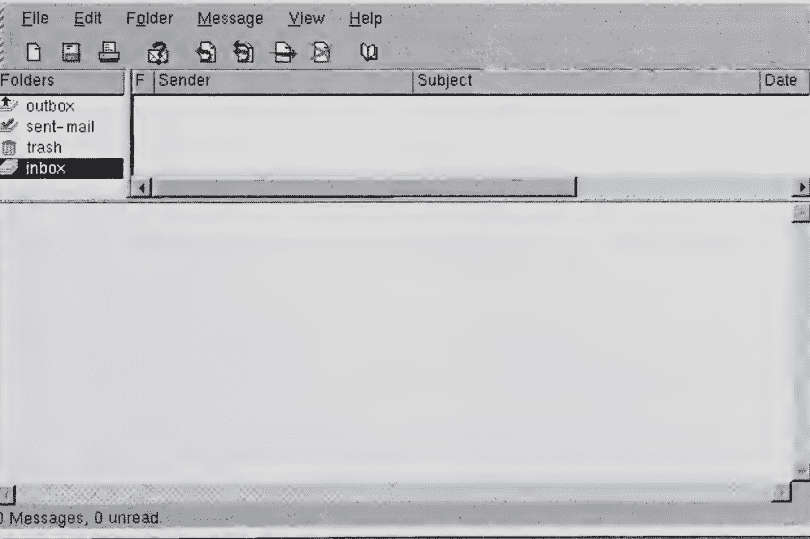 File Edit Folder Message View Help
Folders F Sender Subject Date
outbox
sent-mail
trash
inbox
0 Messages, 0 unread.